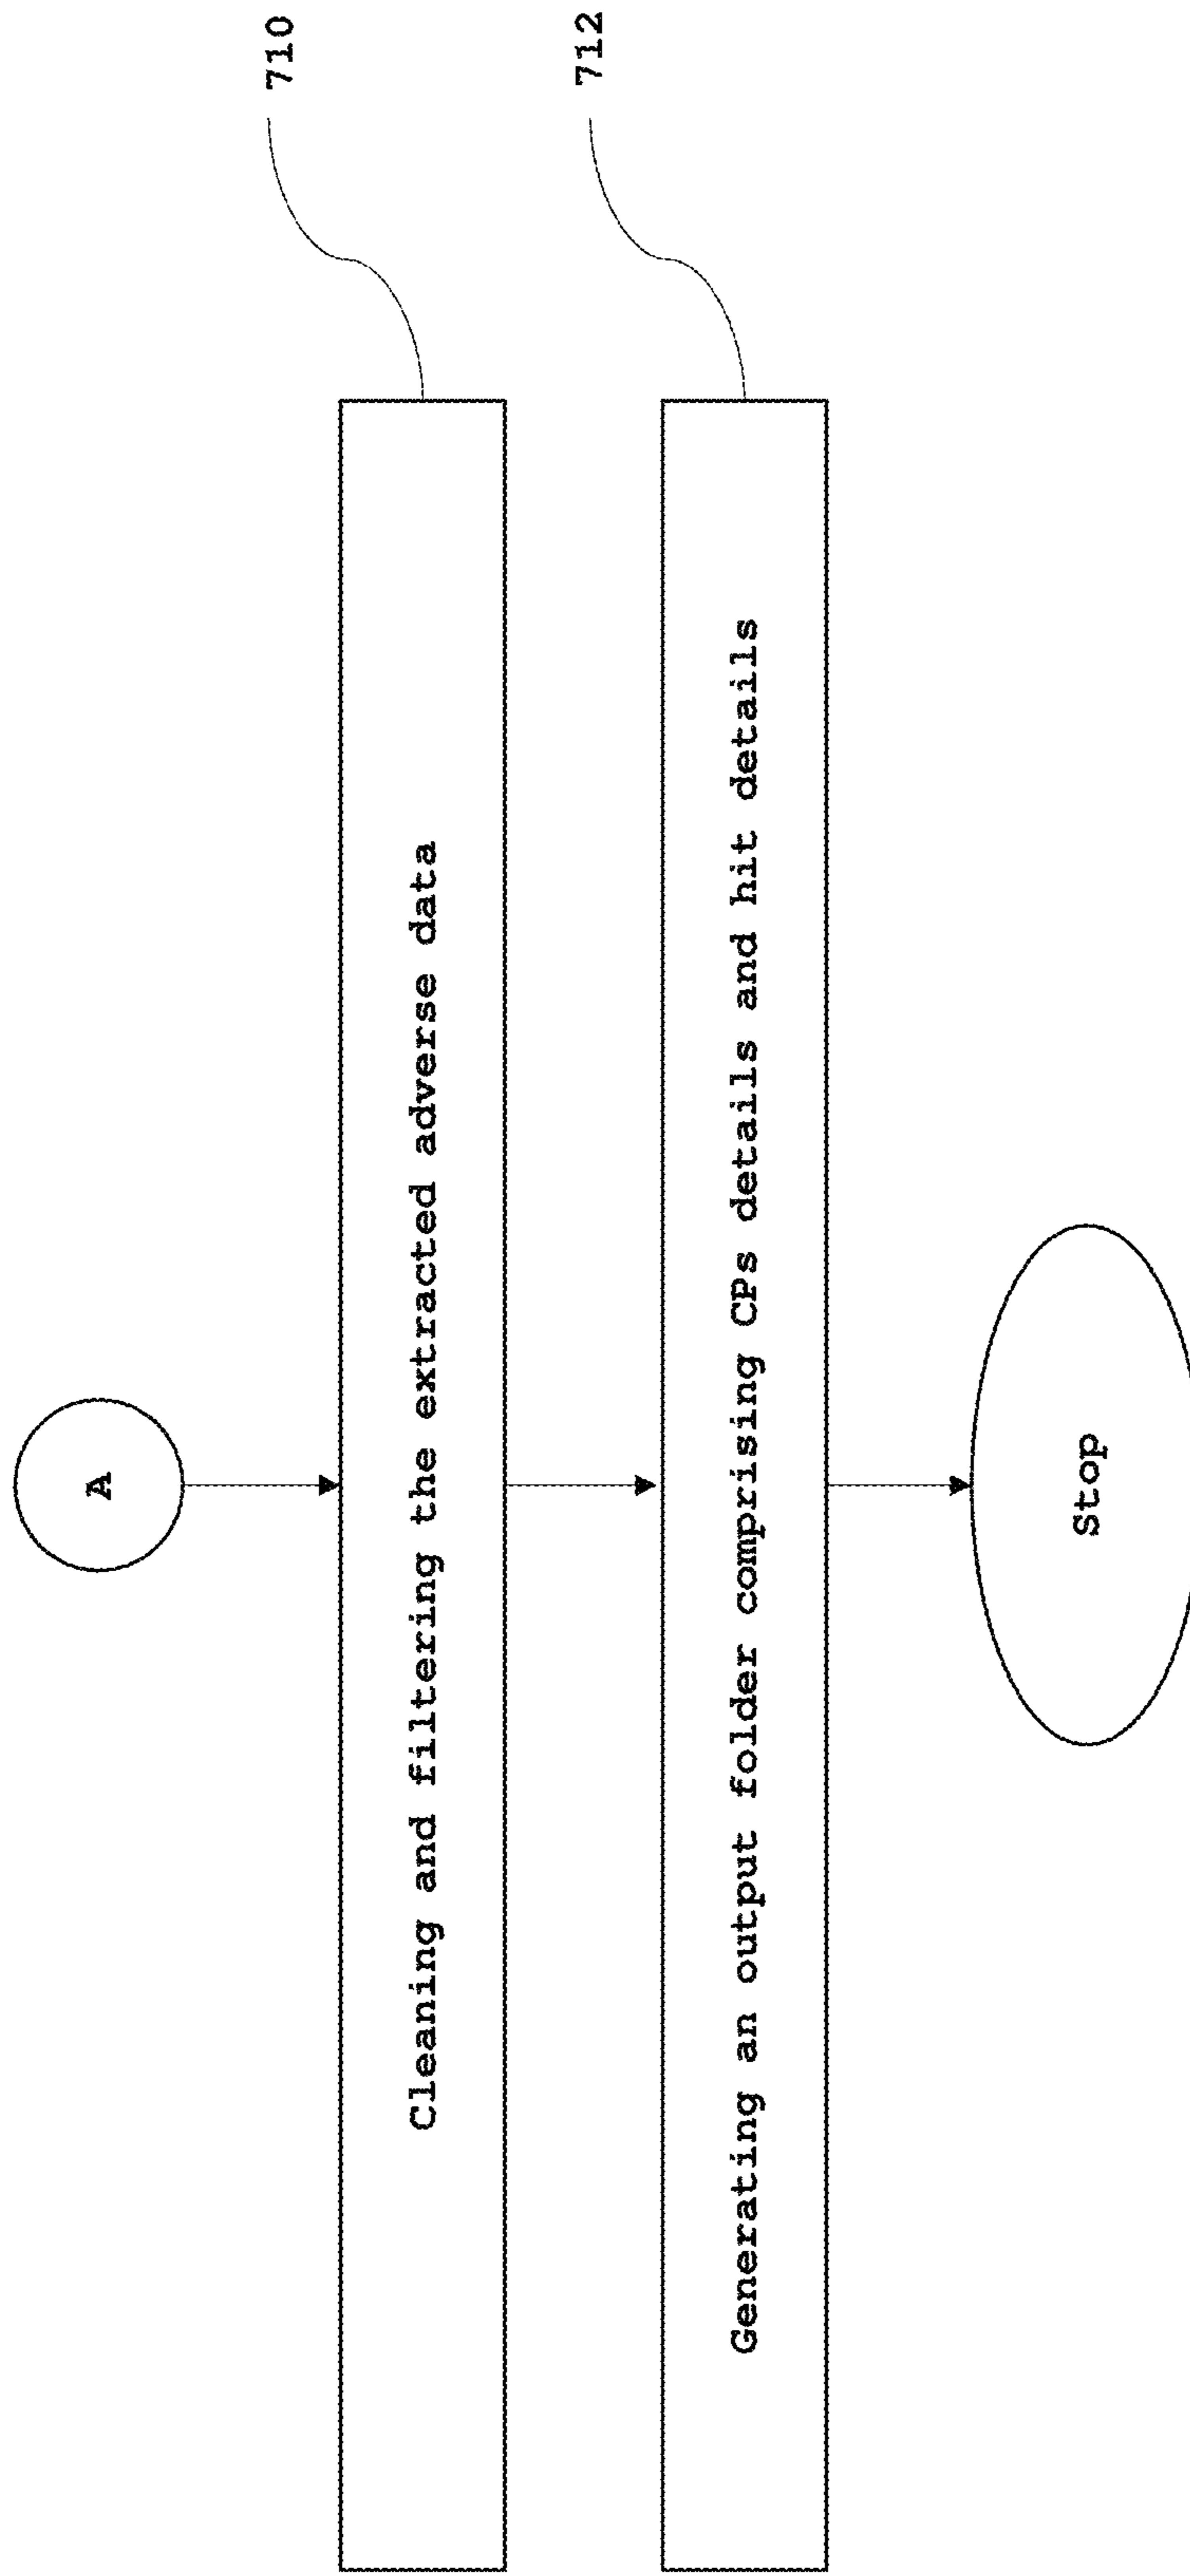 A
710
Cleaning and filtering the extracted adverse data
712
Generating an output folder comprising CPs details and hit details
Stop